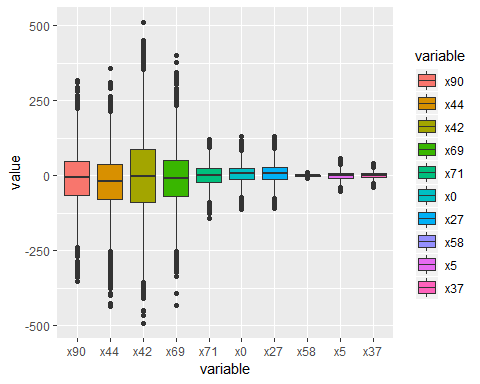 500
250
0
-250
-500
value
x90 x44 x42 x69 x71 x0 x27 x58 x5 x37
variable
variable
x90
x44
x42
x69
x71
x0
x27
x58
x5
x37